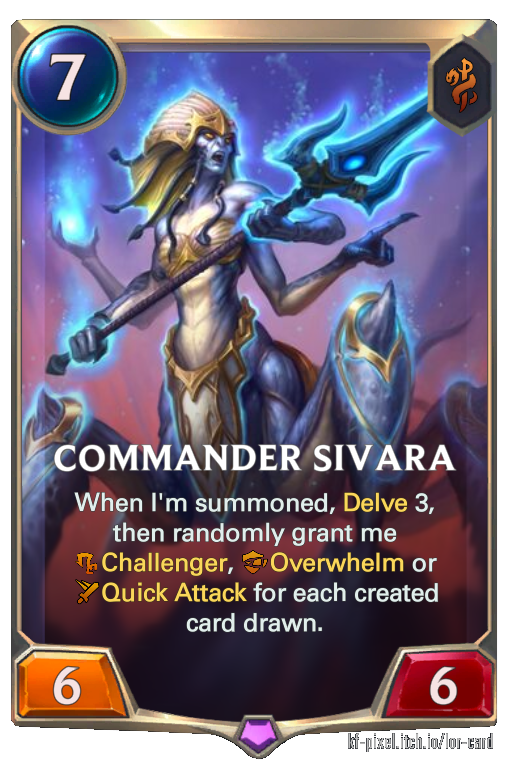 7
COMMANDER SIVARA
When I'm summoned, Delve 3,
then randomly grant me
Challenger, Overwhelm or
Quick Attack for each created
card drawn.
6
6
kf-pixel.itch.io/lor-card